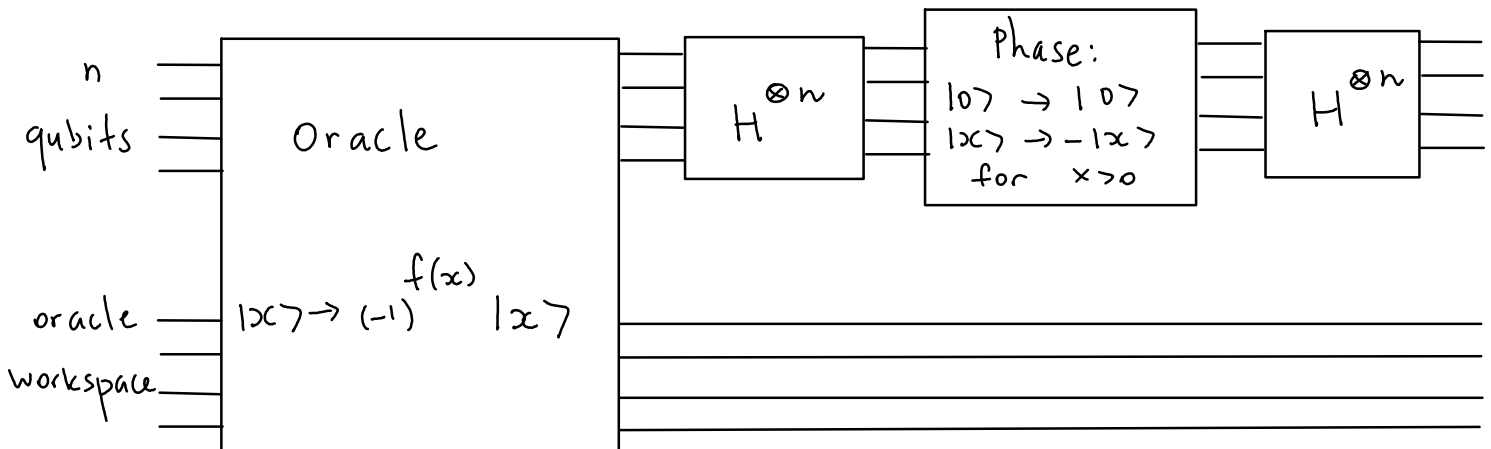 n
qubits
oracle
workspace
Oracle
|x> → (-1)^f(x) |x>
H^⊗n
Phase:
|0> → |0>
|x> → -|x>
for x>0
H^⊗n